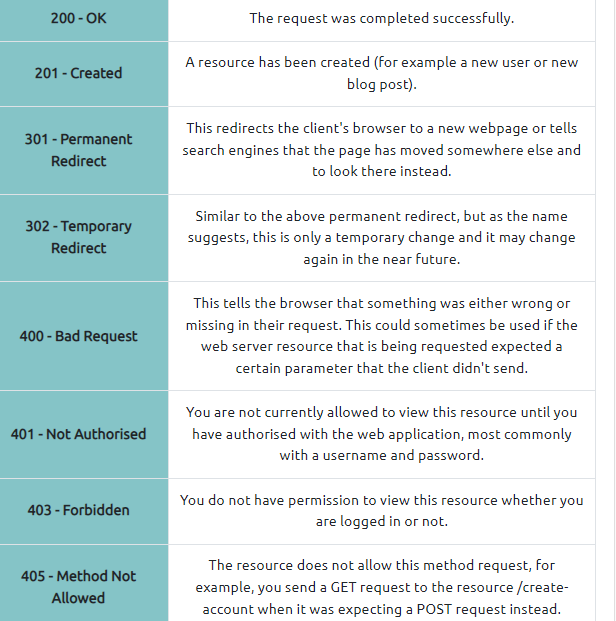 200 - OK
The request was completed successfully.
201 - Created
A resource has been created (for example a new user or new
blog post).
301 - Permanent
Redirect
This redirects the client's browser to a new webpage or tells
search engines that the page has moved somewhere else and
to look there instead.
302 - Temporary
Redirect
Similar to the above permanent redirect, but as the name
suggests, this is only a temporary change and it may change
again in the near future.
400 - Bad Request
This tells the browser that something was either wrong or
missing in their request. This could sometimes be used if the
web server resource that is being requested expected a
certain parameter that the client didn't send.
401 - Not Authorised
You are not currently allowed to view this resource until you
have authorised with the web application, most commonly
with a username and password.
403 - Forbidden
You do not have permission to view this resource whether you
are logged in or not.
405 - Method Not
Allowed
The resource does not allow this method request, for
example, you send a GET request to the resource /create-
account when it was expecting a POST request instead.